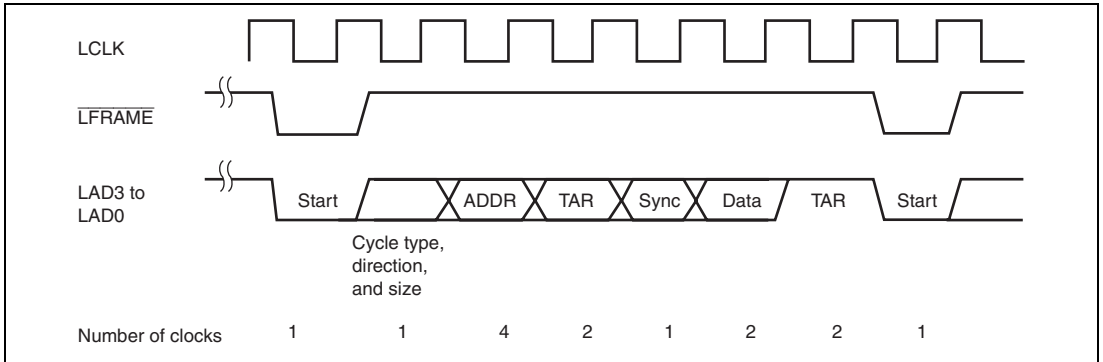 LCLK
LFRAME
LAD3 to
LAD0
Start ADDR TAR Sync Data TAR Start
Cycle type,
direction,
and size
Number of clocks 1 1 4 2 1 2 2 1